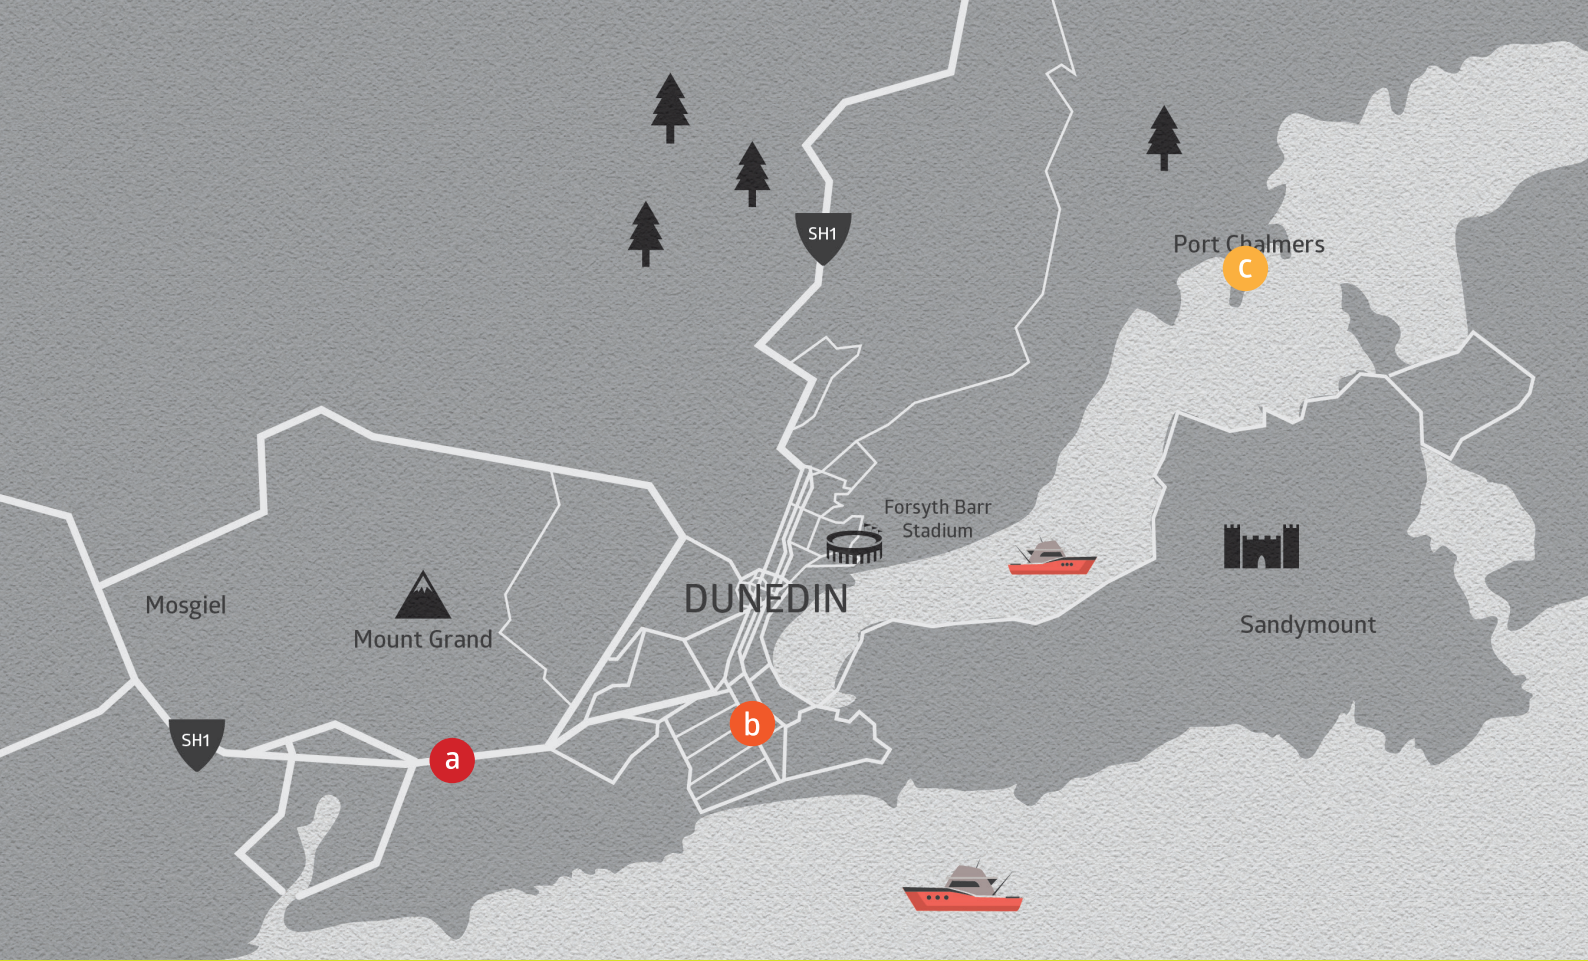 SH1
Port Chalmers
c
Forsyth Barr
Stadium
DUNEDIN
Mosgiel
Mount Grand
Sandymount
SH1
b
a